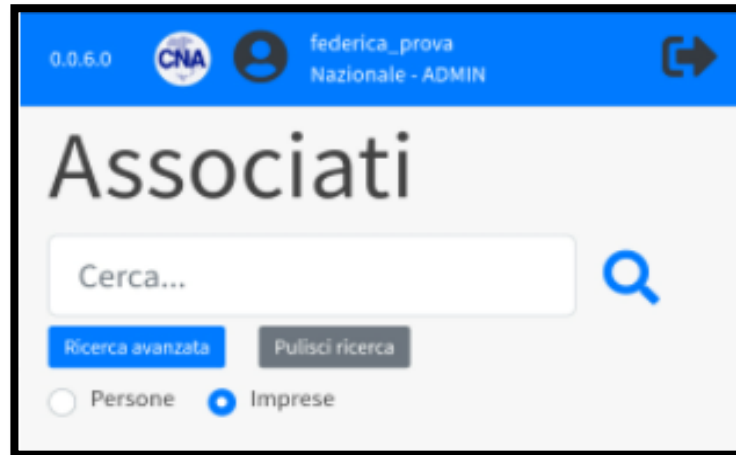 0.0.6.0 CNA federica_prova
Nazionale - ADMIN
Associati
Cerca...
Ricerca avanzata Pulisci ricerca
Persone Imprese